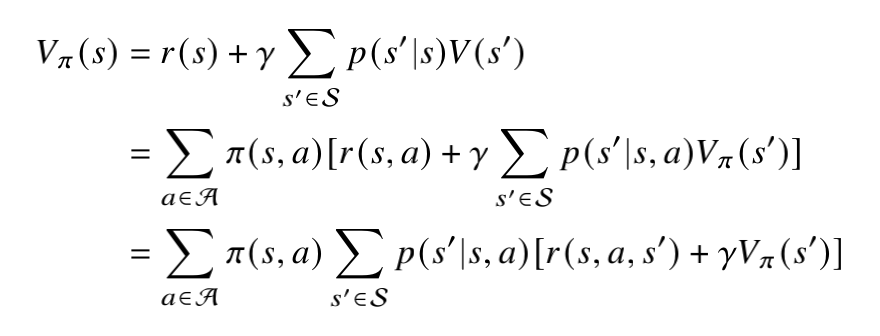 V_π(s) = r(s) + γ ∑_{s′∈𝒮} p(s′|s)V(s′)
= ∑_{a∈𝒜} π(s, a)[r(s, a) + γ ∑_{s′∈𝒮} p(s′|s, a)V_π(s′)]
= ∑_{a∈𝒜} π(s, a) ∑_{s′∈𝒮} p(s′|s, a)[r(s, a, s′) + γV_π(s′)]